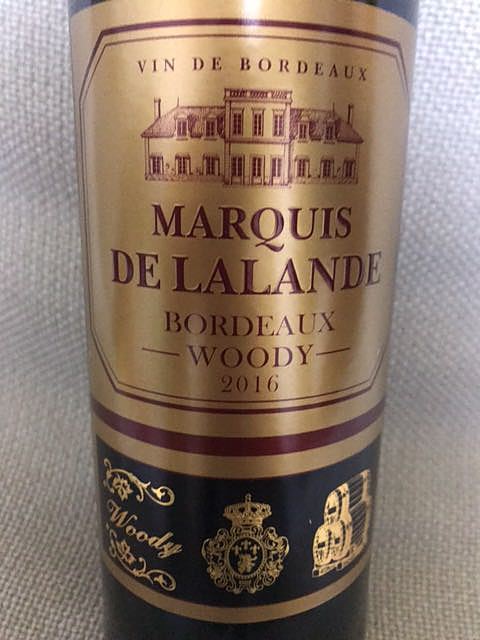 VIN DE BORDEAUX
MARQUIS
DE LALANDE
BORDEAUX
WOODY
2016
Woody